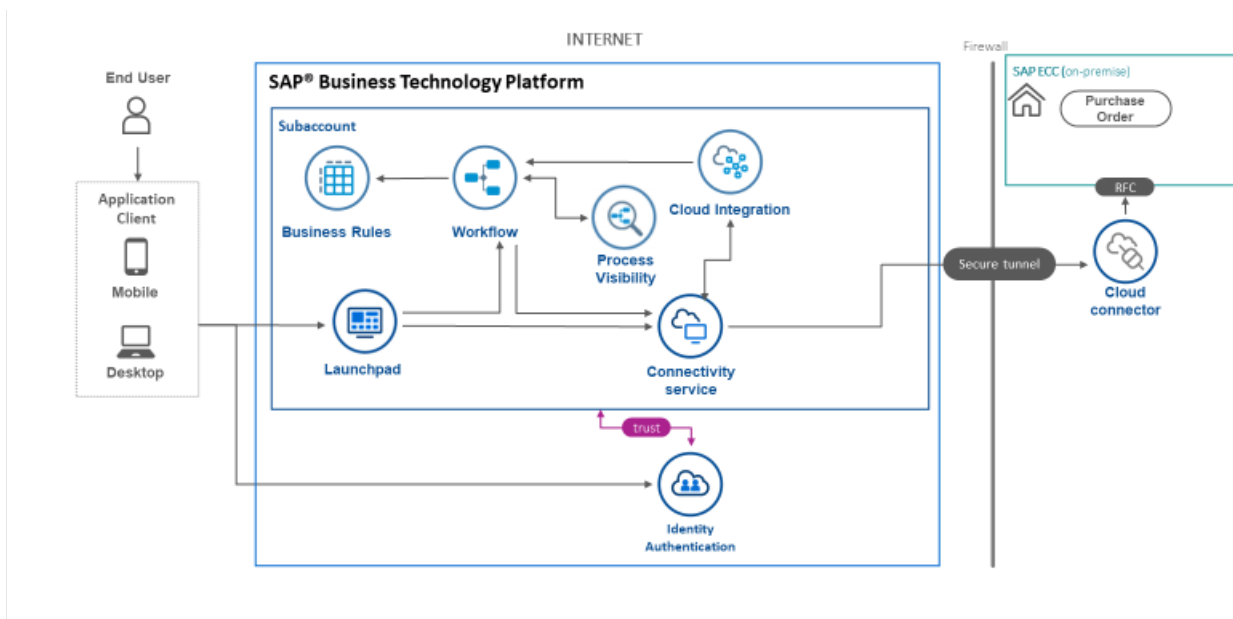 INTERNET
Firewall
End User
SAP® Business Technology Platform
SAP ECC (on-premise)
Purchase
Order
Subaccount
Application
Client
Business Rules
Workflow
Cloud Integration
RFC
Process
Visibility
Mobile
Secure tunnel
Cloud
connector
Desktop
Launchpad
Connectivity
service
trust
Identity
Authentication